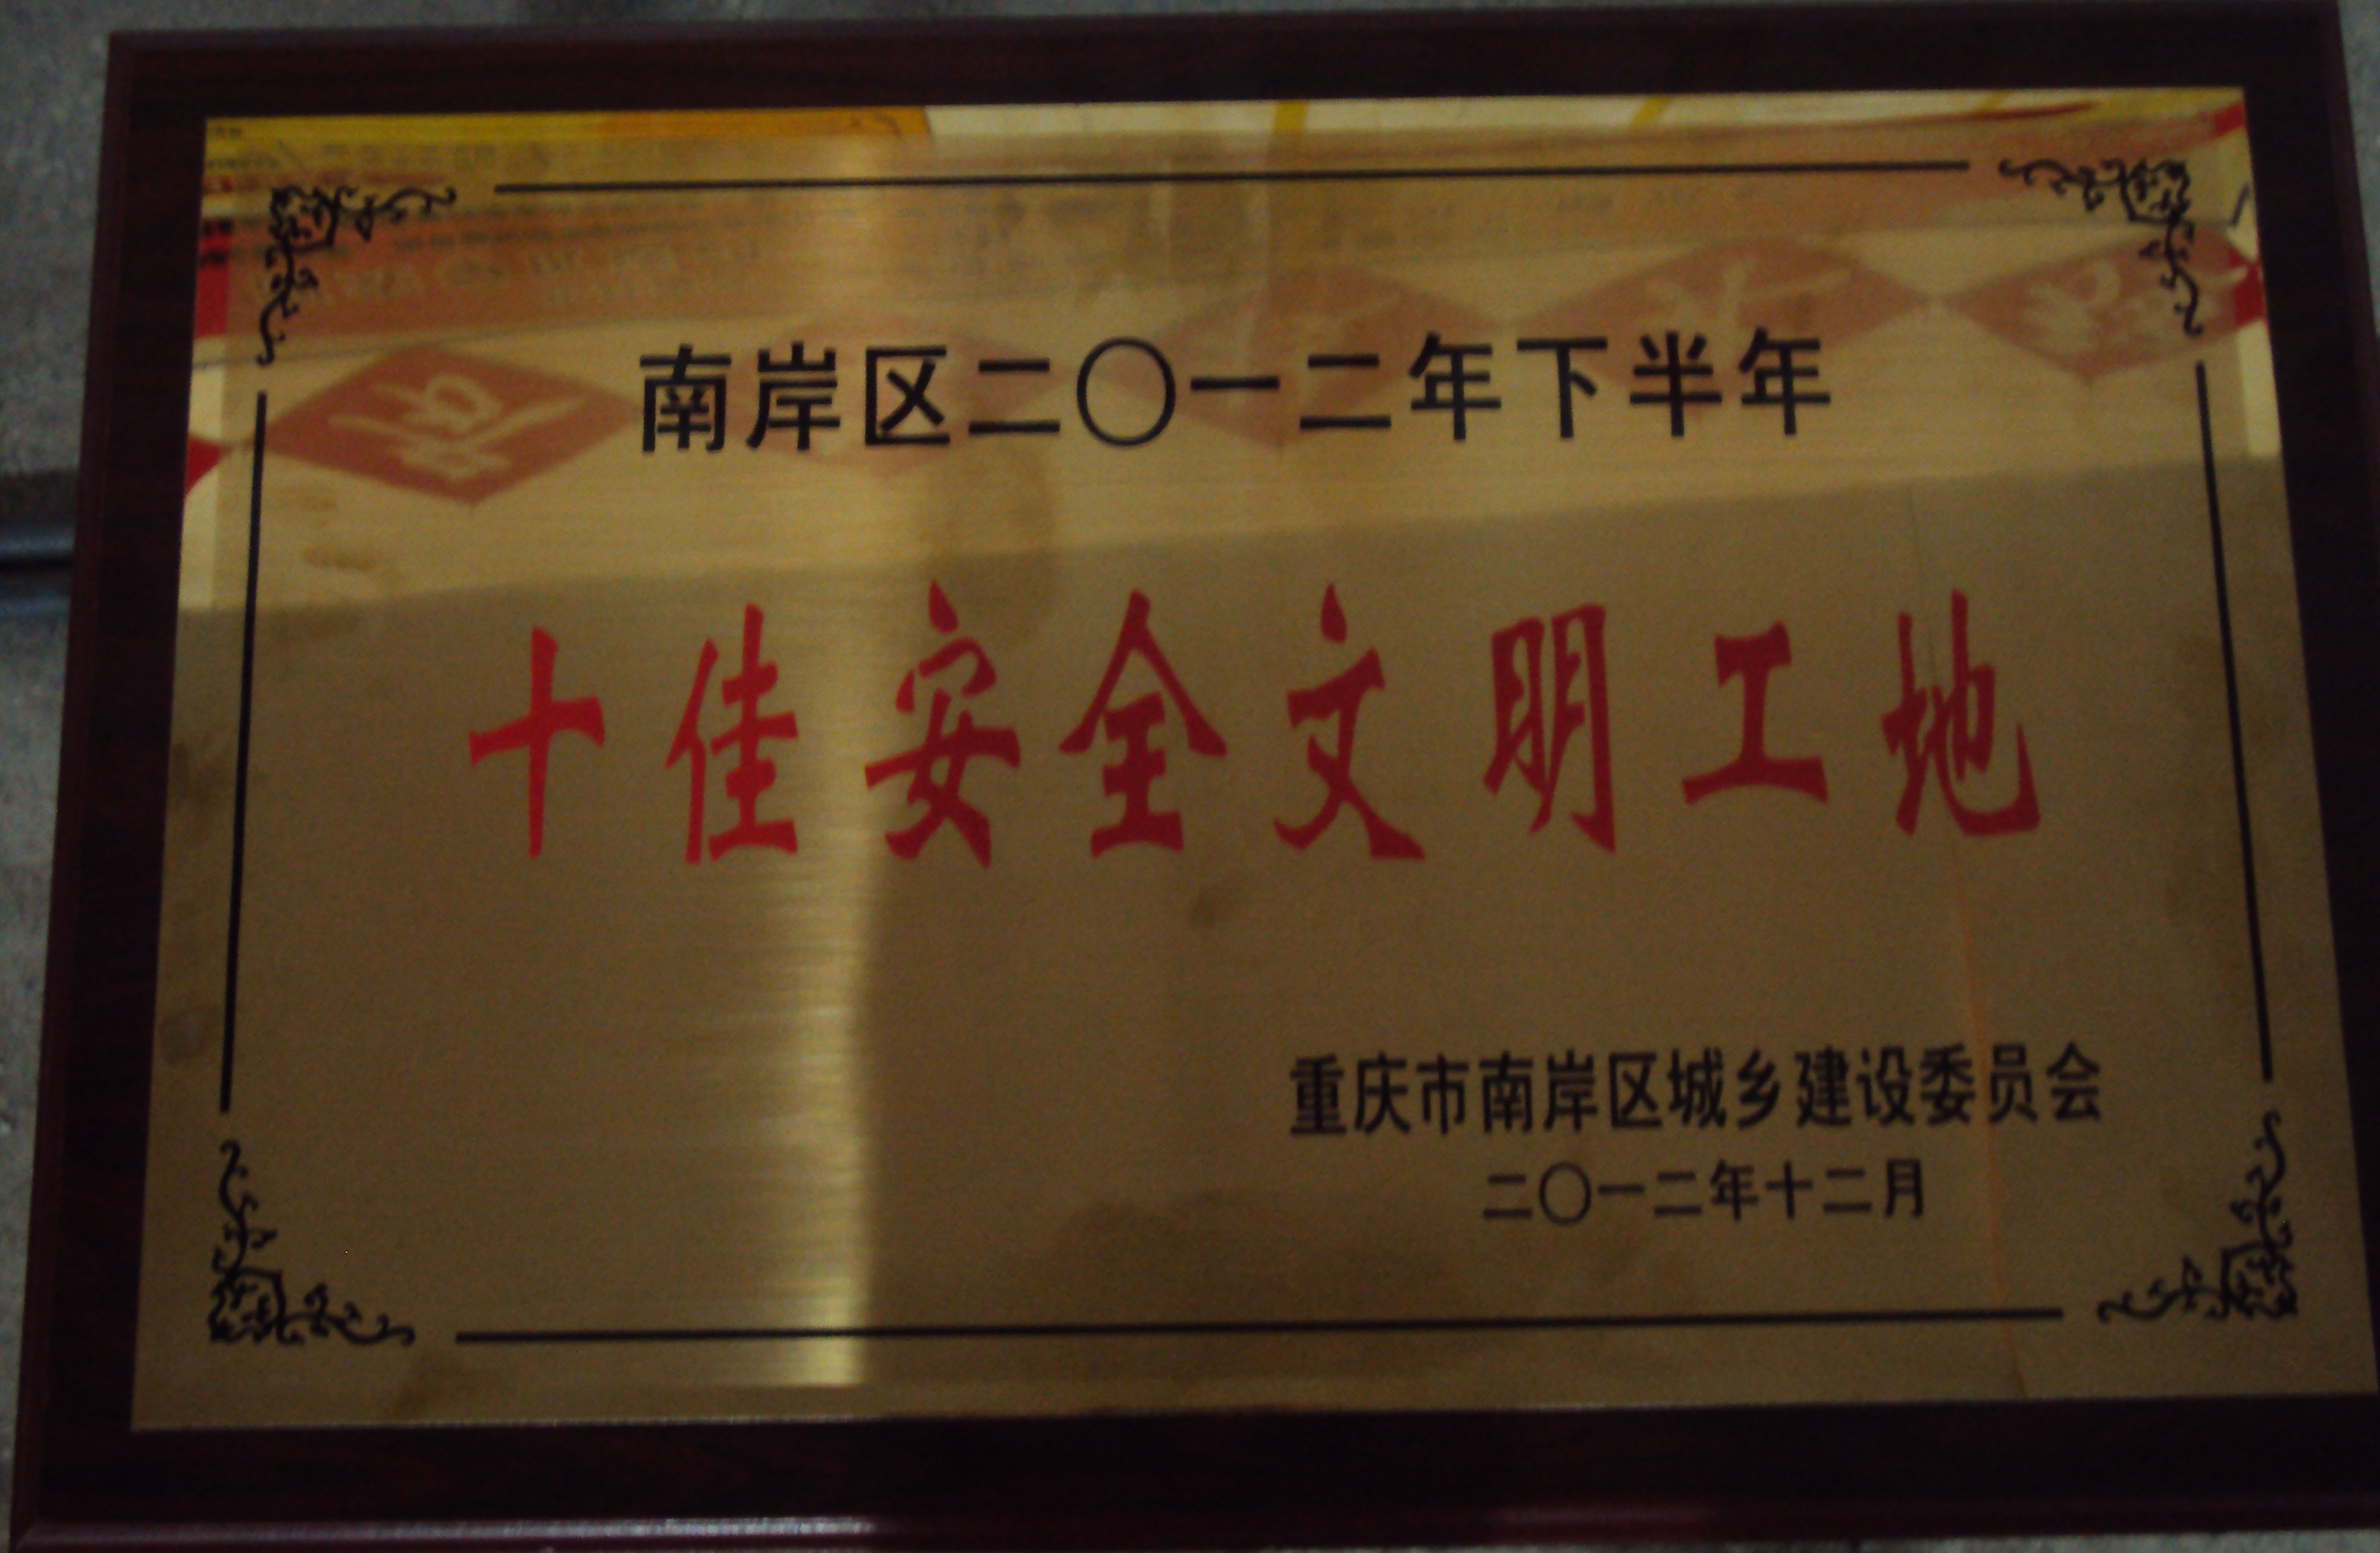 南岸区二〇一二年下半年
十佳安全文明工地
重庆市南岸区城乡建设委员会
二〇一二年十二月